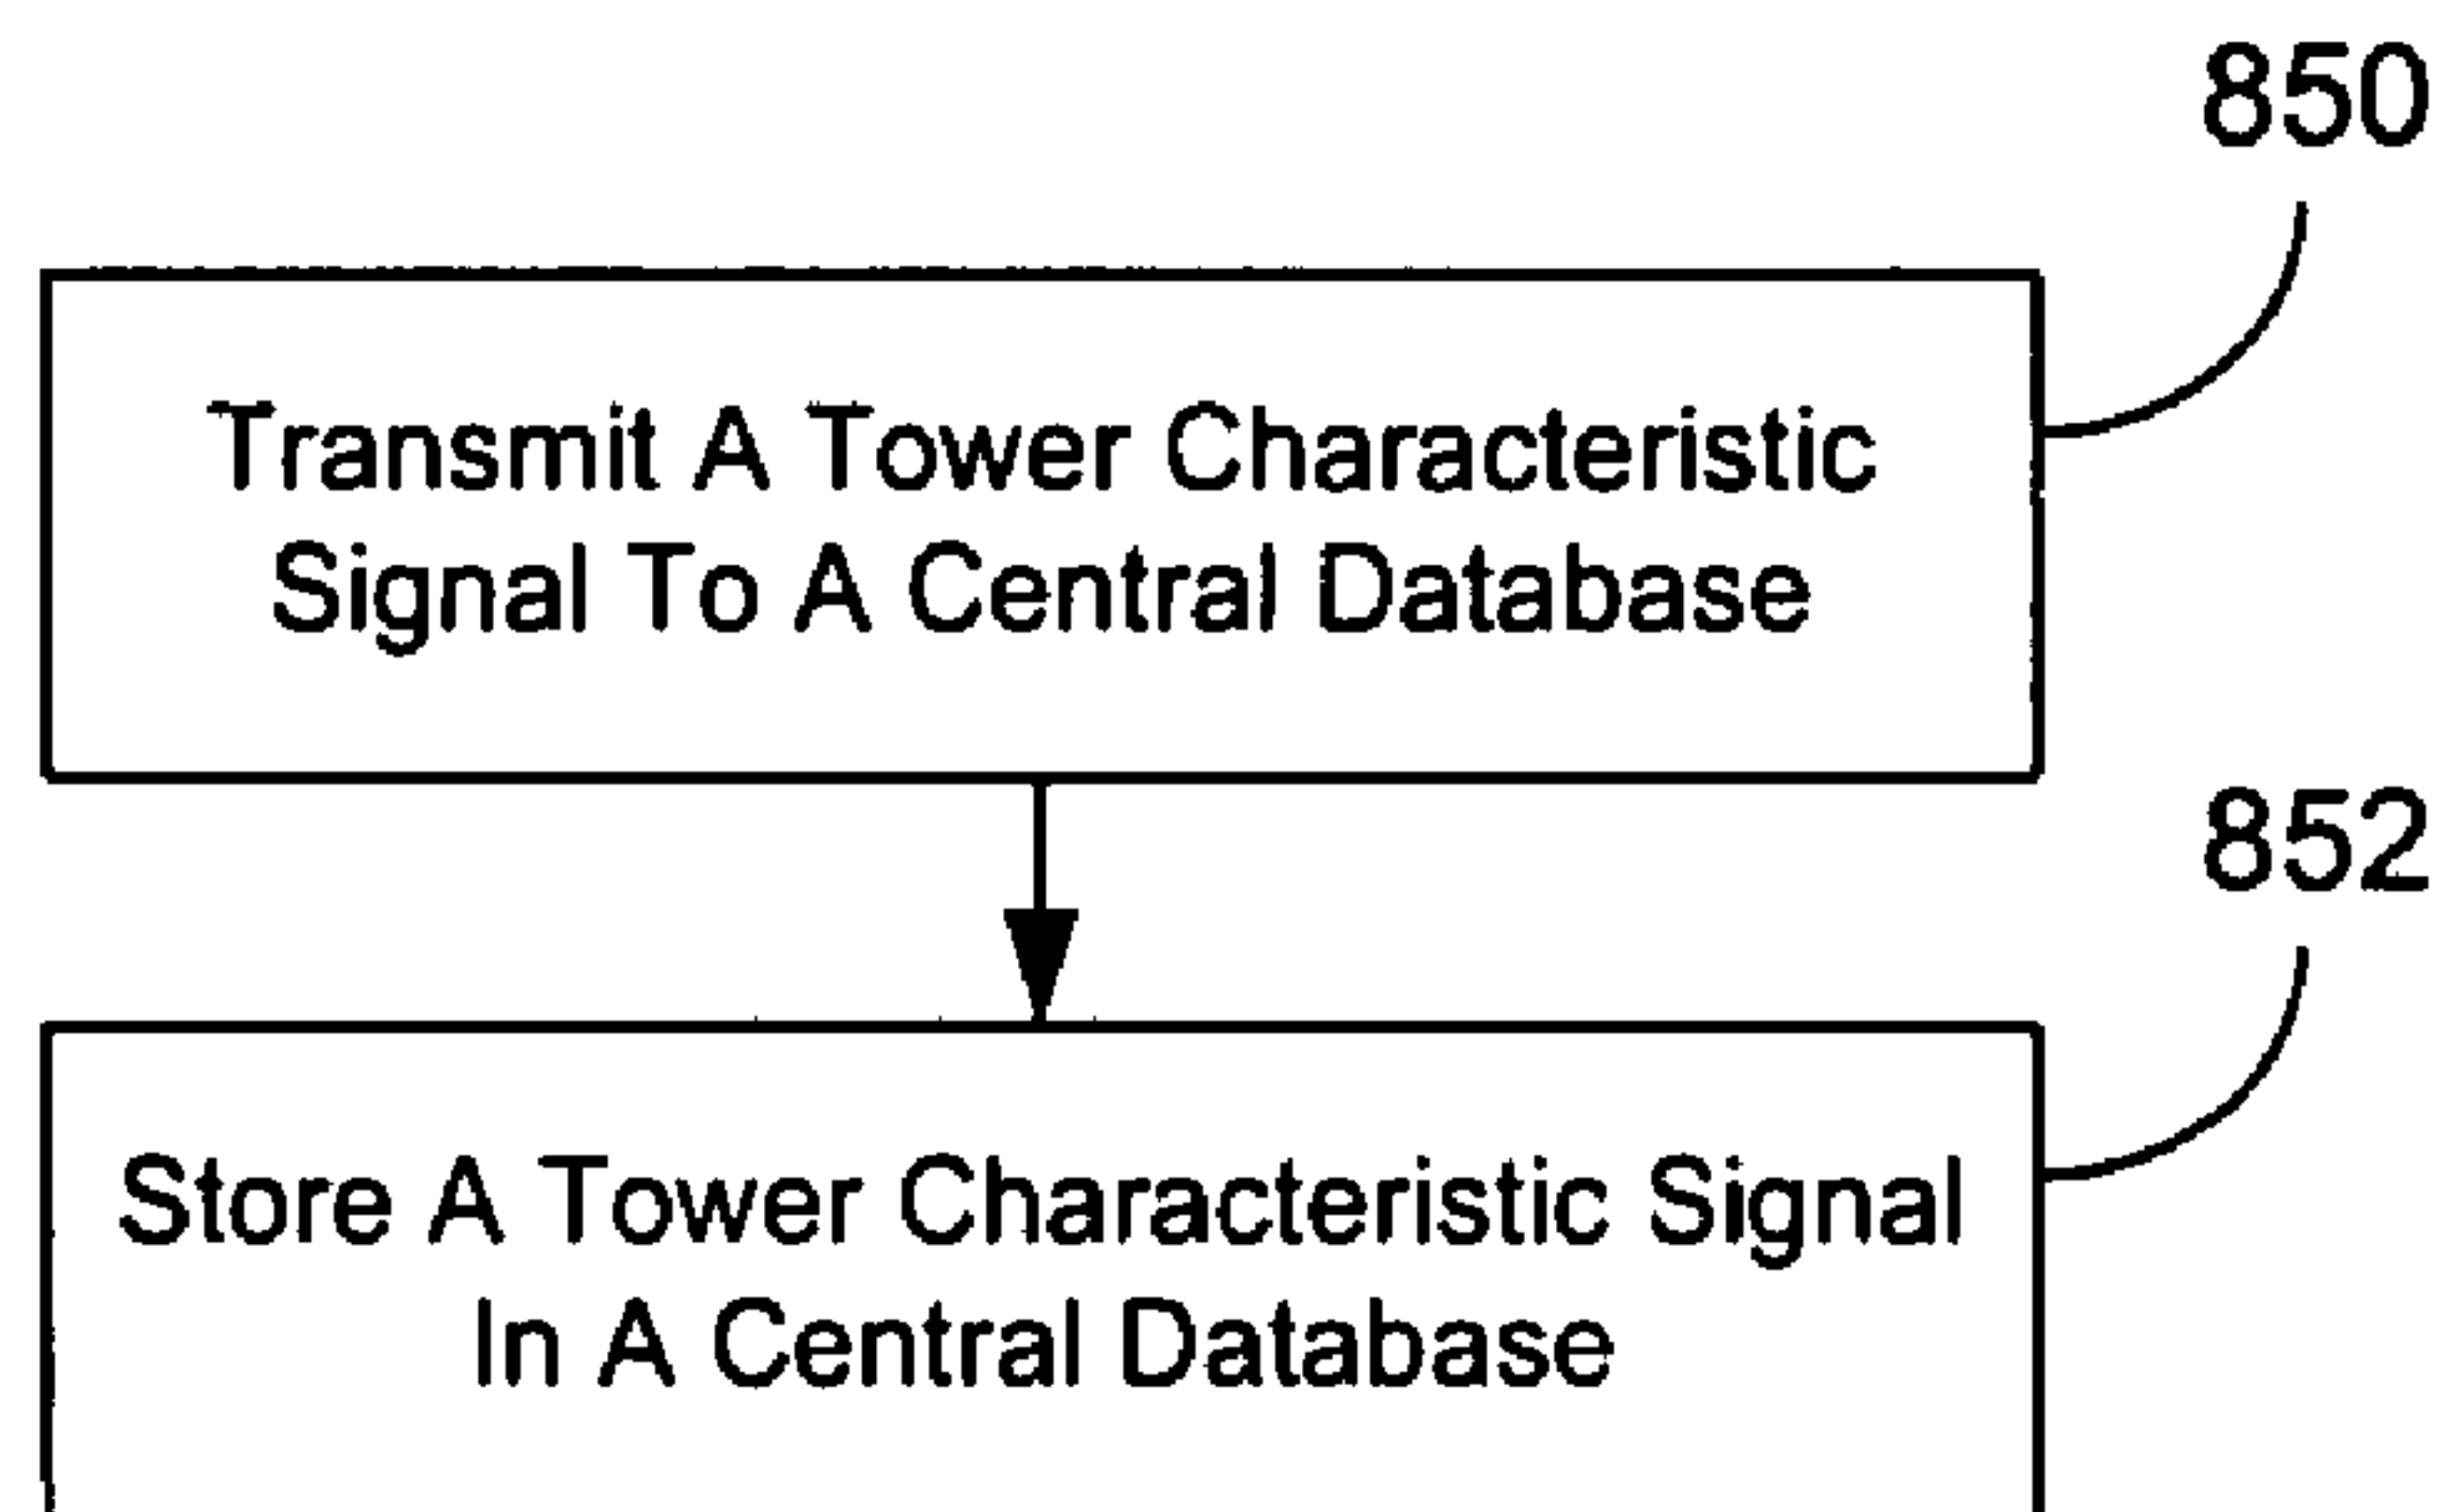 850
Transmit A Tower Characteristic
Signal To A Central Database
852
Store A Tower Characteristic Signal
In A Central Database